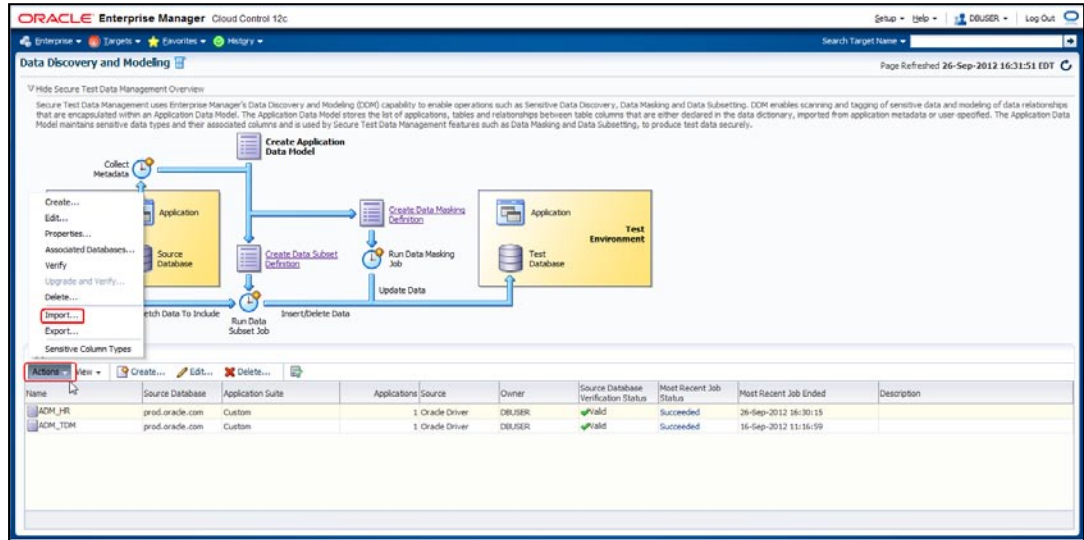 ORACLE Enterprise Manager Cloud Control 12c
Setup Help DBUSER Log Out
Enterprise Targets Favorites History
Search Target Name
Data Discovery and Modeling
Page Refreshed 26-Sep-2012 16:31:51 EDT
Hide Secure Test Data Management Overview
Secure Test Data Management uses Enterprise Manager's Data Discovery and Modeling (DDM) capability to enable operations such as Sensitive Data Discovery, Data Masking and Data Subsetting. DDM enables scanning and tagging of sensitive data and modeling of data relationships
that are encapsulated within an Application Data Model. The Application Data Model stores the list of applications, tables and relationships between table columns that are either declared in the data dictionary, imported from application metadata or user-specified. The Application Data
Model maintains sensitive data types and their associated columns and is used by Secure Test Data Management features such as Data Masking and Data Subsetting, to produce test data securely.
Create Application
Data Model
Collect
Metadata
Create...
Edit...
Properties...
Associated Databases...
Verify
Upgrade and Verify...
Delete...
Import...
Export...
Sensitive Column Types
Application
Source
Database
Create Data Masking
Definition
Create Data Subset
Definition
Run Data Masking
Job
Update Data
Application
Test
Environment
Test
Database
etch Data To Include
Run Data
Subset Job
Insert/Delete Data
Actions View Create... Edit... Delete...
Name Source Database Application Suite Applications Source Owner Source Database Verification Status Most Recent Job Status Most Recent Job Ended Description
ADM_HR prod.oracle.com Custom 1 Oracle Driver DBUSER Valid Succeeded 26-Sep-2012 16:30:15
ADM_TDM prod.oracle.com Custom 1 Oracle Driver DBUSER Valid Succeeded 16-Sep-2012 11:16:59